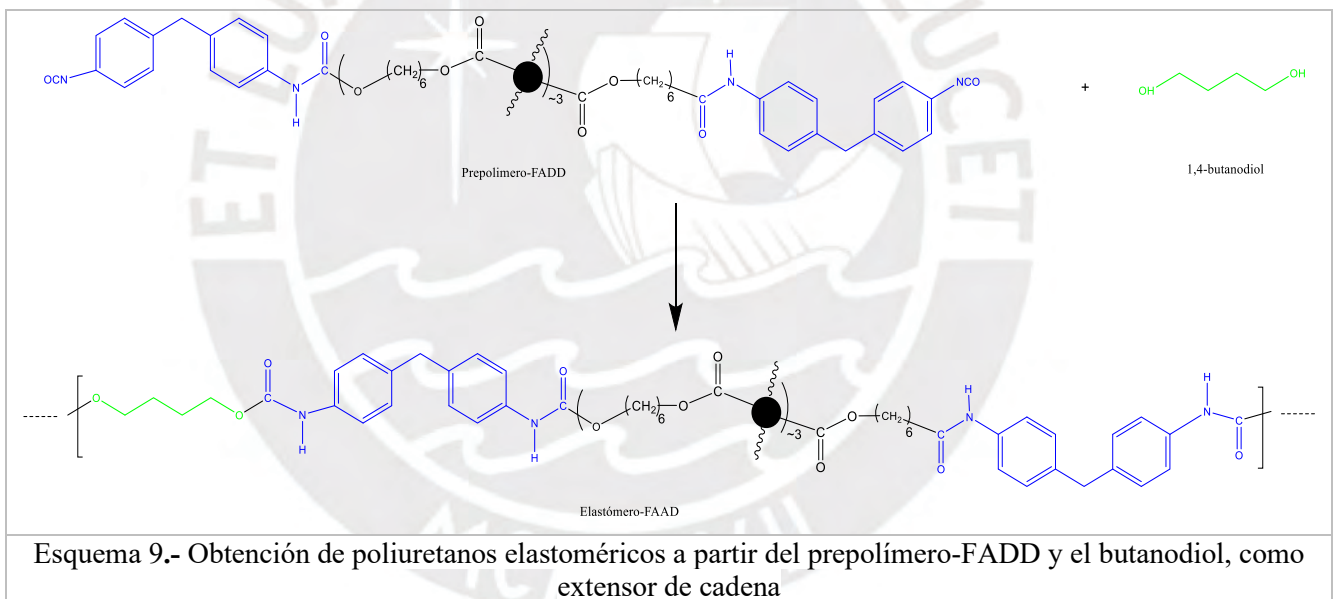 OCN
N
H
C
O
O
(CH2)
6
O
C
O
~3
C
O
O
(CH2)
6
C
O
N
H
NCO
+
OH
OH
Prepolimero-FADD
1,4-butanodiol
O
O
C
O
N
H
N
H
C
O
O
(CH2)
6
O
C
O
~3
C
O
O
(CH2)
6
C
O
N
H
N
H
C
O
Elastómero-FAAD
Esquema 9.- Obtención de poliuretanos elastoméricos a partir del prepolímero-FADD y el butanodiol, como
extensor de cadena